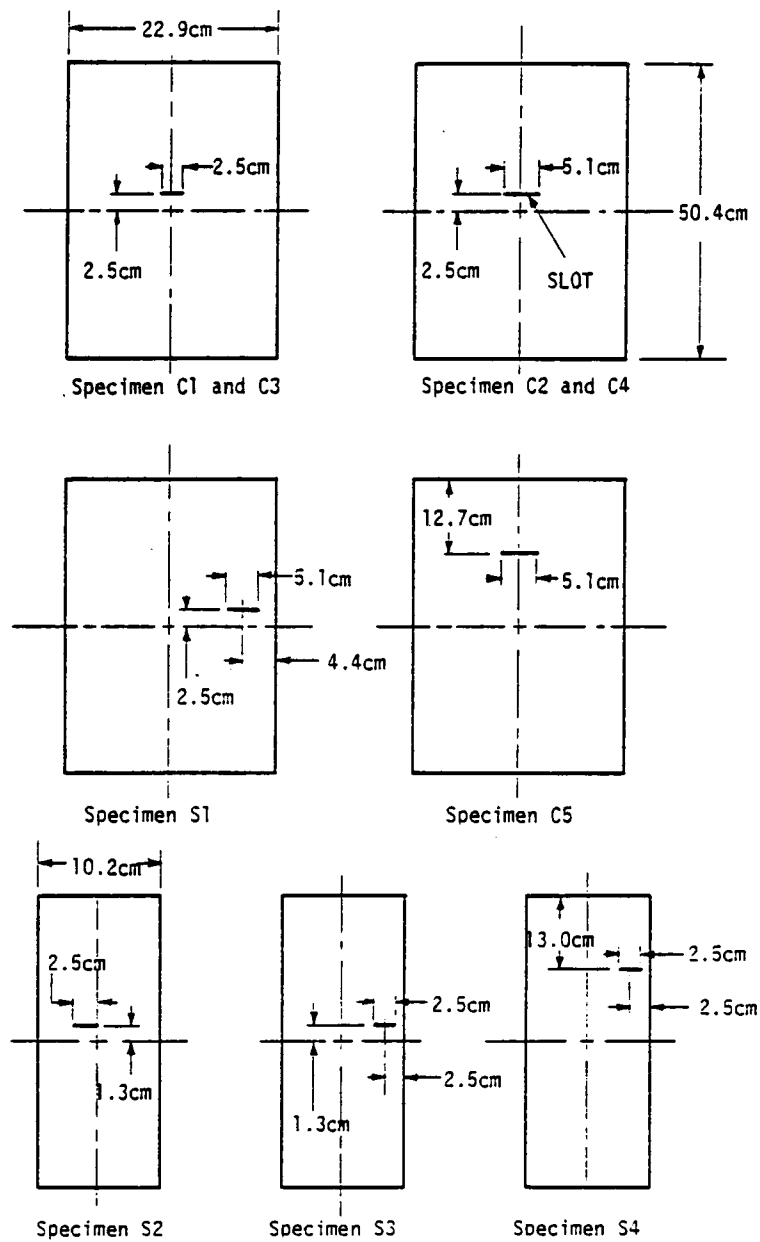 22.9cm
2.5cm
2.5cm
Specimen C1 and C3
5.1cm
50.4cm
2.5cm
SLOT
Specimen C2 and C4
5.1cm
4.4cm
2.5cm
Specimen S1
12.7cm
5.1cm
Specimen C5
10.2cm
2.5cm
1.3cm
Specimen S2
2.5cm
2.5cm
1.3cm
Specimen S3
13.0cm
2.5cm
2.5cm
Specimen S4